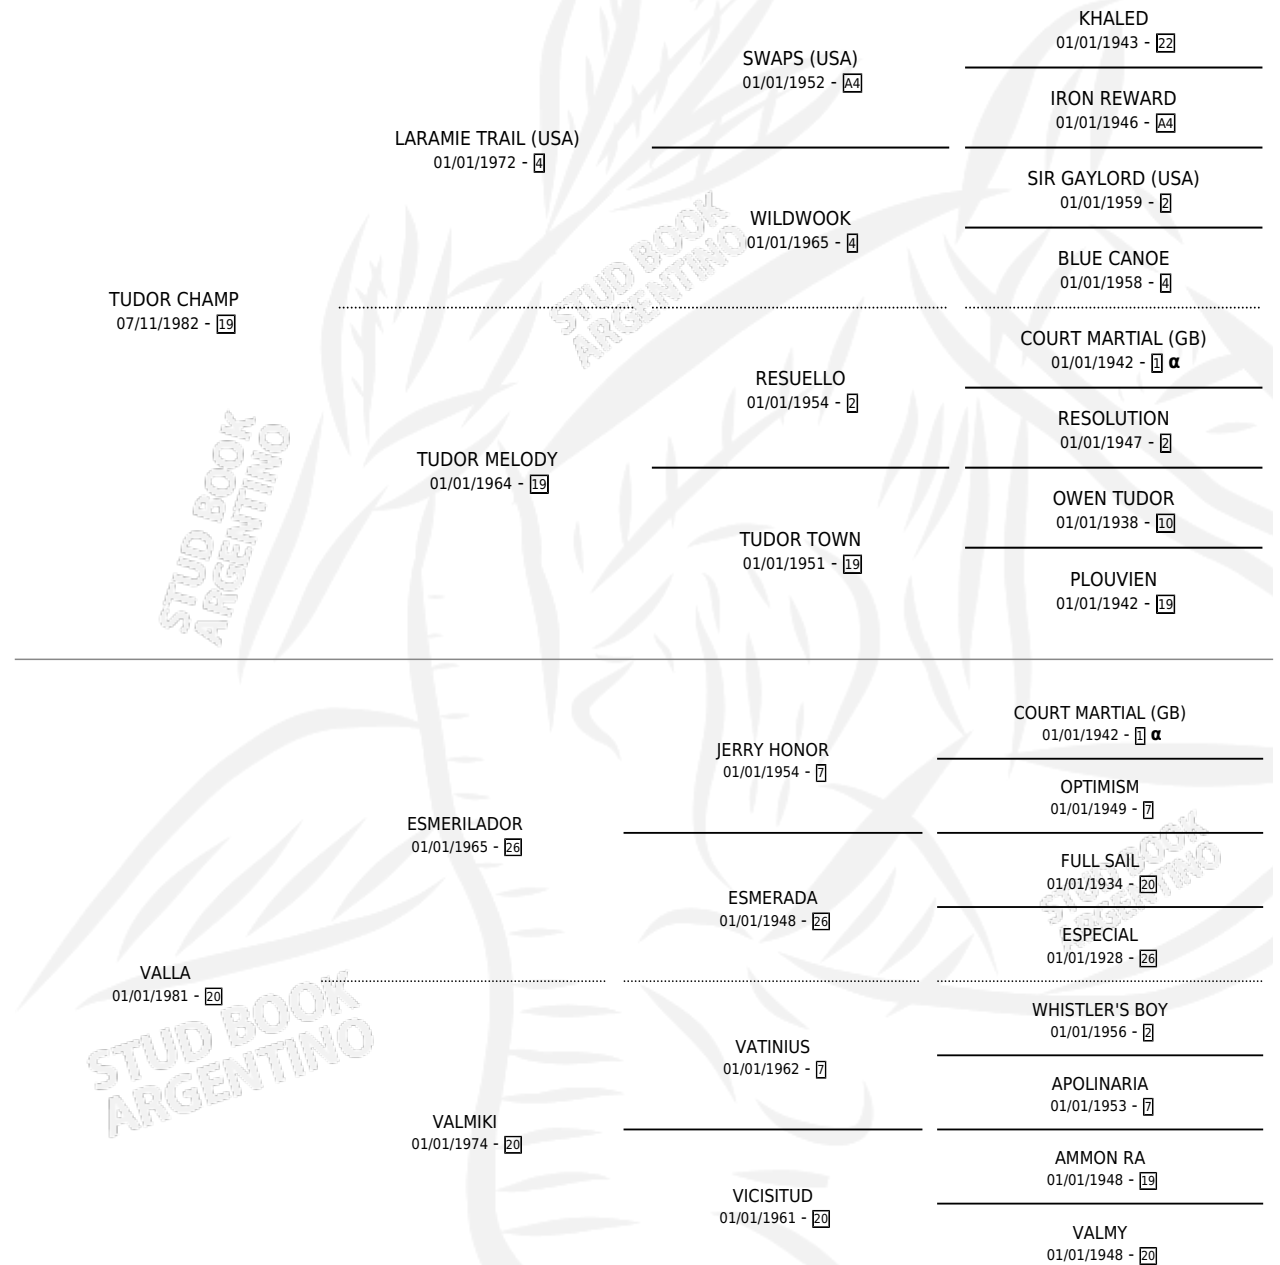 KHALED
01/01/1943 - 22
SWAPS (USA)
01/01/1952 - A4
IRON REWARD
01/01/1946 - A4
LARAMIE TRAIL (USA)
01/01/1972 - 4
SIR GAYLORD (USA)
01/01/1959 - 2
WILDWOOK
01/01/1965 - 4
BLUE CANOE
01/01/1958 - 4
STUD BOOK
ARGENTINO
TUDOR CHAMP
07/11/1982 - 19
COURT MARTIAL (GB)
01/01/1942 - 1 α
RESUELLO
01/01/1954 - 2
RESOLUTION
01/01/1947 - 2
TUDOR MELODY
01/01/1964 - 19
OWEN TUDOR
01/01/1938 - 10
TUDOR TOWN
01/01/1951 - 19
PLOUVIEN
01/01/1942 - 19
STUD BOOK
ARGENTINO
COURT MARTIAL (GB)
01/01/1942 - 1 α
JERRY HONOR
01/01/1954 - 7
OPTIMISM
01/01/1949 - 7
ESMERILADOR
01/01/1965 - 26
FULL SAIL
01/01/1934 - 20
ESMERADA
01/01/1948 - 26
STUD BOOK
ARGENTINO
ESPECIAL
01/01/1928 - 26
VALLA
01/01/1981 - 20
STUD BOOK
ARGENTINO
WHISTLER'S BOY
01/01/1956 - 2
VATINIUS
01/01/1962 - 7
APOLINARIA
01/01/1953 - 7
VALMIKI
01/01/1974 - 20
AMMON RA
01/01/1948 - 19
VICISITUD
01/01/1961 - 20
VALMY
01/01/1948 - 20